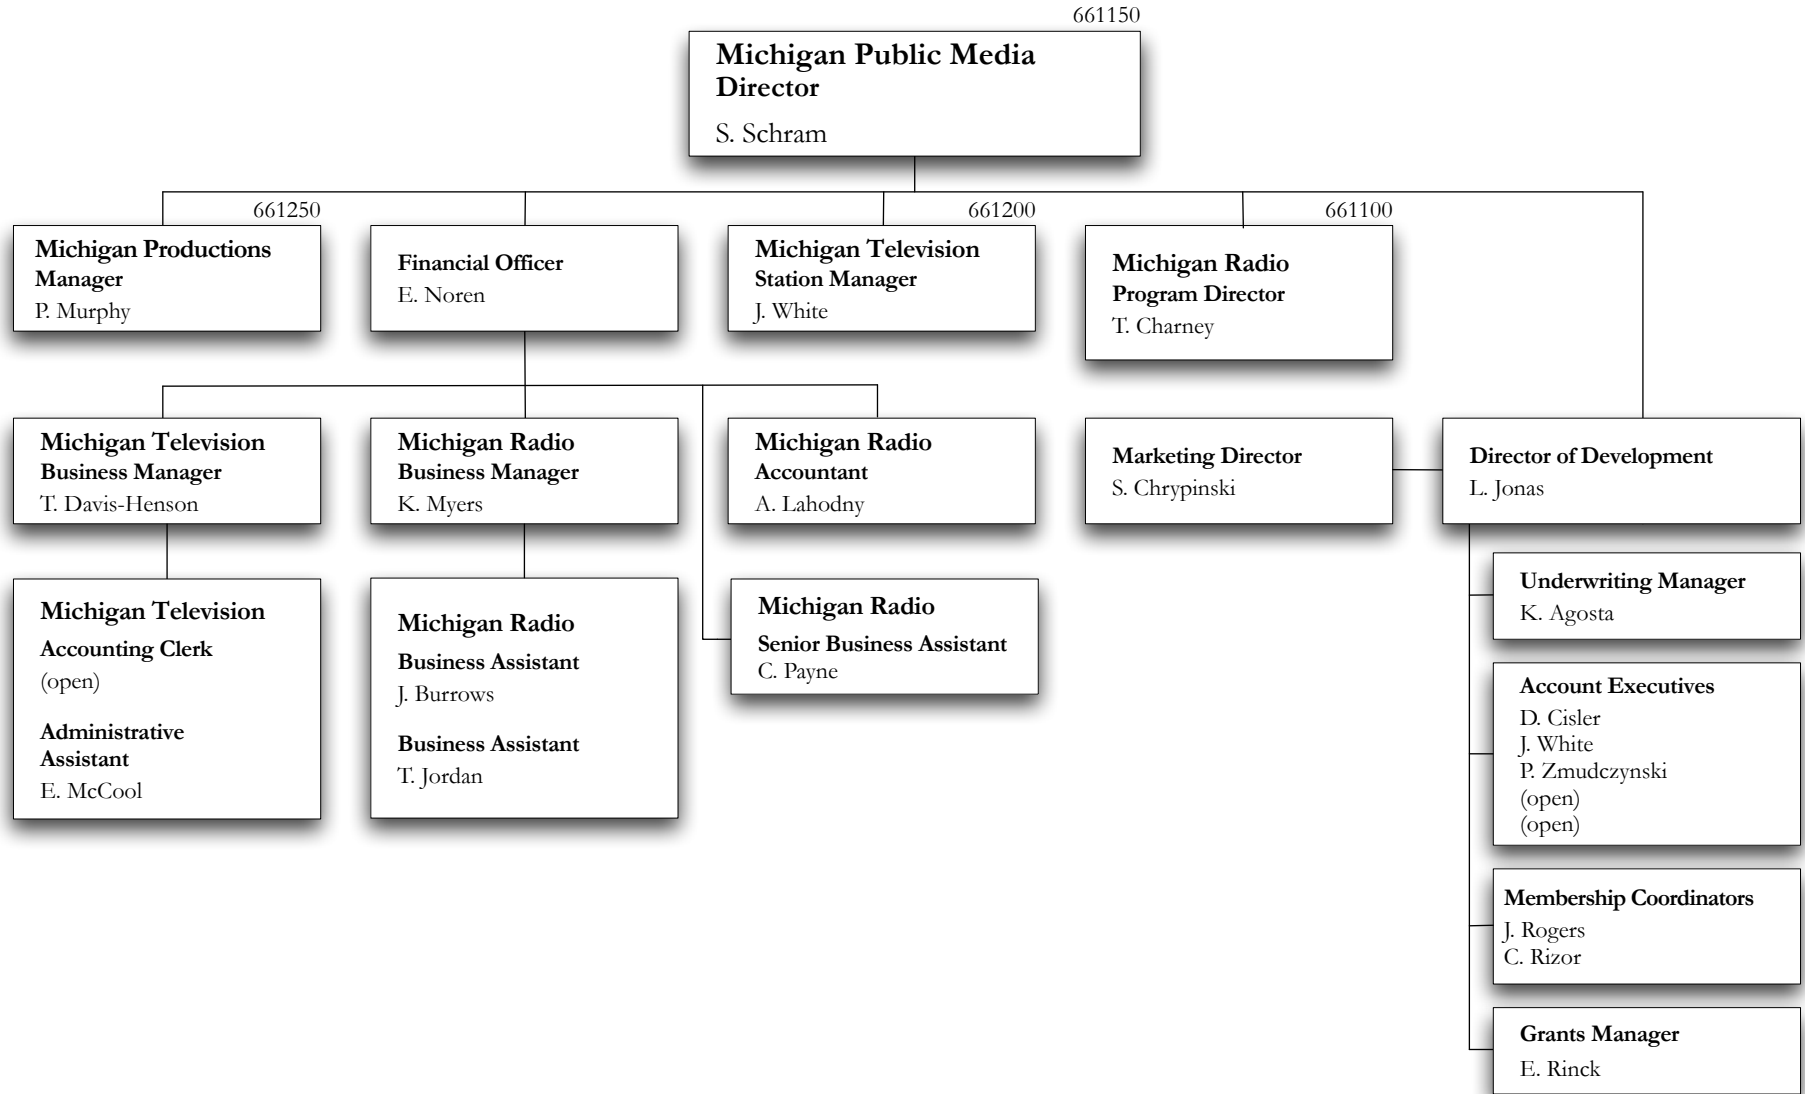 661150
Michigan Public Media
Director
S. Schram
661250
Michigan Productions
Manager
P. Murphy
Financial Officer
E. Noren
661200
Michigan Television
Station Manager
J. White
661100
Michigan Radio
Program Director
T. Charney
Michigan Television
Business Manager
T. Davis-Henson
Michigan Radio
Business Manager
K. Myers
Michigan Radio
Accountant
A. Lahodny
Marketing Director
S. Chrypinski
Director of Development
L. Jonas
Michigan Television
Accounting Clerk
(open)
Administrative
Assistant
E. McCool
Michigan Radio
Business Assistant
J. Burrows
Business Assistant
T. Jordan
Michigan Radio
Senior Business Assistant
C. Payne
Underwriting Manager
K. Agosta
Account Executives
D. Cisler
J. White
P. Zmudczynski
(open)
(open)
Membership Coordinators
J. Rogers
C. Rizor
Grants Manager
E. Rinck